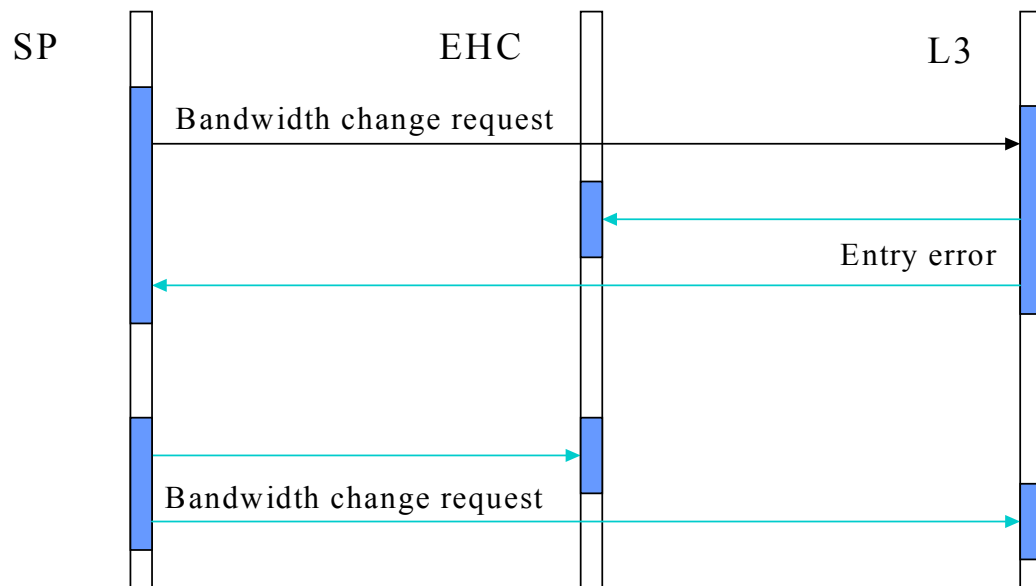 SP
EHC
L3
Bandwidth change request
Entry error
Bandwidth change request